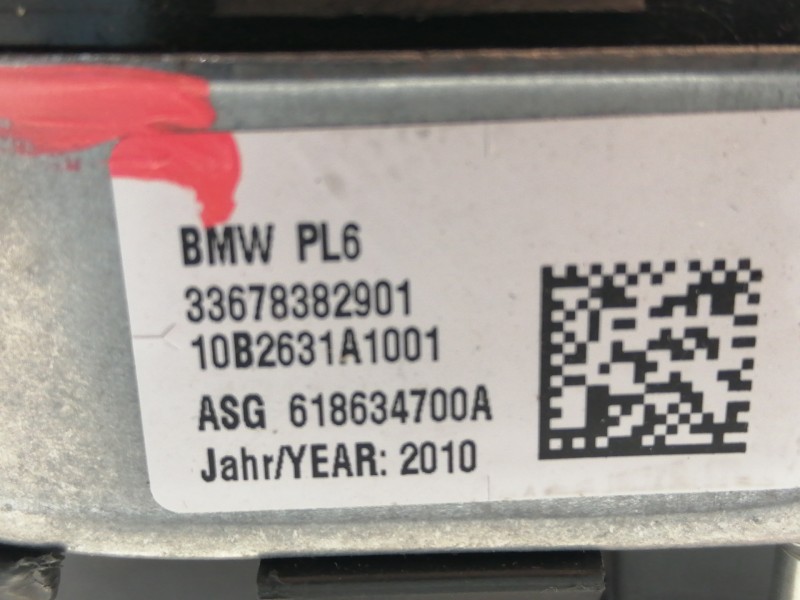 BMW PL6
33678382901
10B2631A1001
ASG 618634700A
Jahr/YEAR: 2010